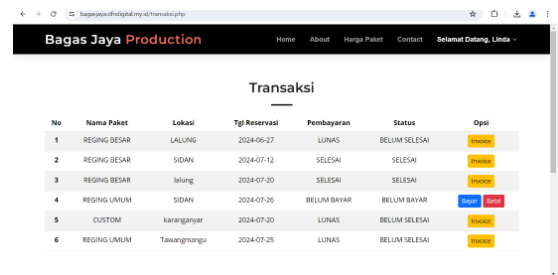 bagasjaya.dfrdigital.my.id/transaksi.php
Bagas Jaya Production Home About Harga Paket Contact Selamat Datang, Linda
Transaksi
No Nama Paket Lokasi Tgl Reservasi Pembayaran Status Opsi
1 REGING BESAR LALUNG 2024-06-27 LUNAS BELUM SELESAI Invoice
2 REGING BESAR SIDAN 2024-07-12 SELESAI SELESAI Invoice
3 REGING BESAR lalung 2024-07-20 SELESAI SELESAI Invoice
4 REGING UMUM SIDAN 2024-07-26 BELUM BAYAR BELUM BAYAR Bayar Batal
5 CUSTOM karanganyar 2024-07-20 LUNAS BELUM SELESAI Invoice
6 REGING UMUM Tawangmangu 2024-07-25 LUNAS BELUM SELESAI Invoice